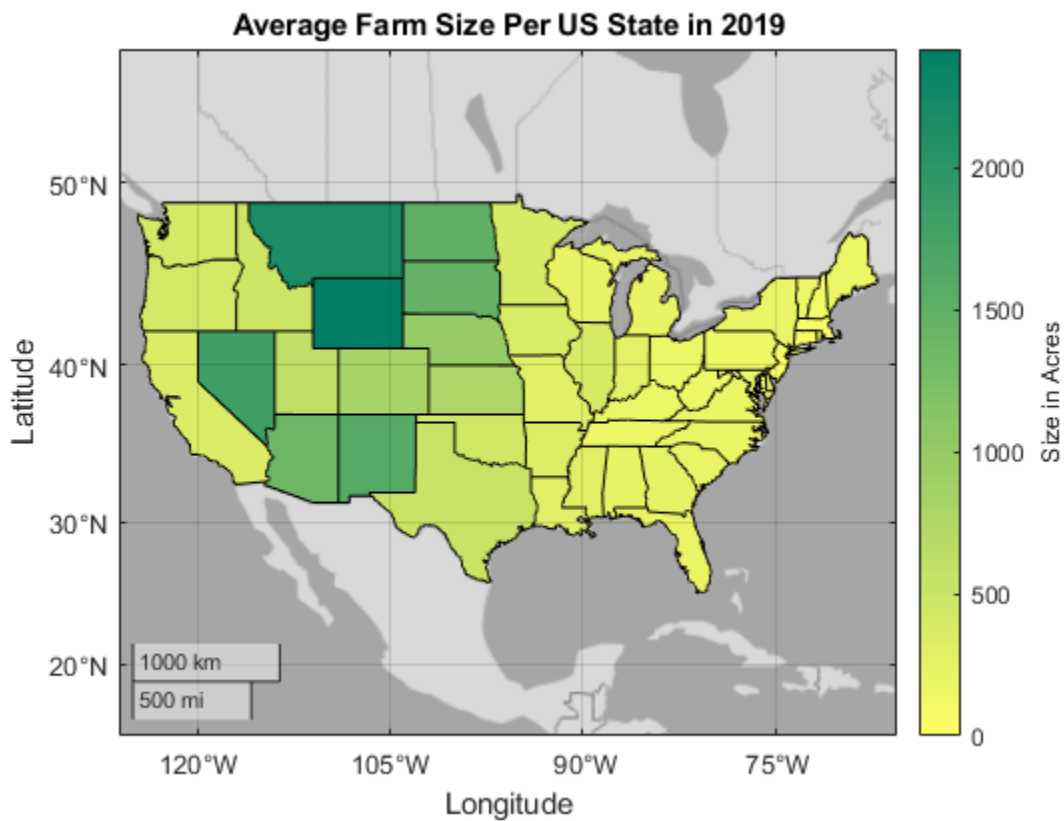 Average Farm Size Per US State in 2019
50°N
40°N
30°N
20°N
Latitude
1000 km
500 mi
120°W
105°W
90°W
75°W
Longitude
2000
1500
1000
500
0
Size in Acres